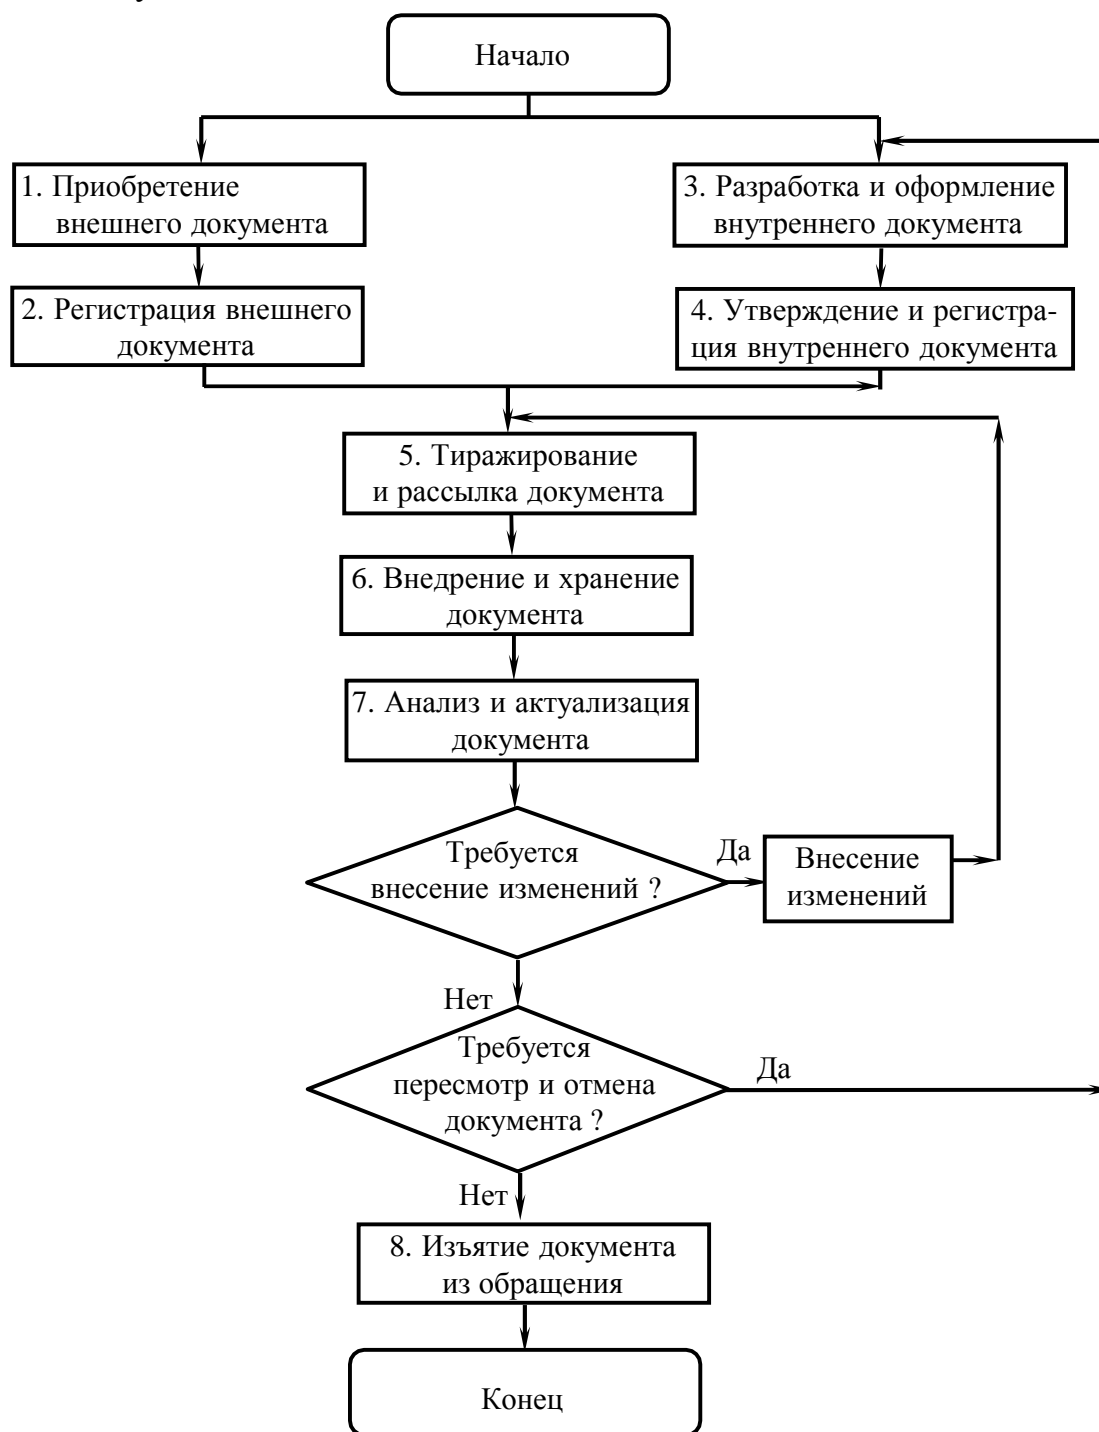 Начало
1. Приобретение
внешнего документа
3. Разработка и оформление
внутреннего документа
2. Регистрация внешнего
документа
4. Утверждение и регистра-
ция внутреннего документа
5. Тиражирование
и рассылка документа
6. Внедрение и хранение
документа
7. Анализ и актуализация
документа
Требуется
внесение изменений ?
Да
Внесение
изменений
Нет
Требуется
пересмотр и отмена
документа ?
Да
Нет
8. Изъятие документа
из обращения
Конец